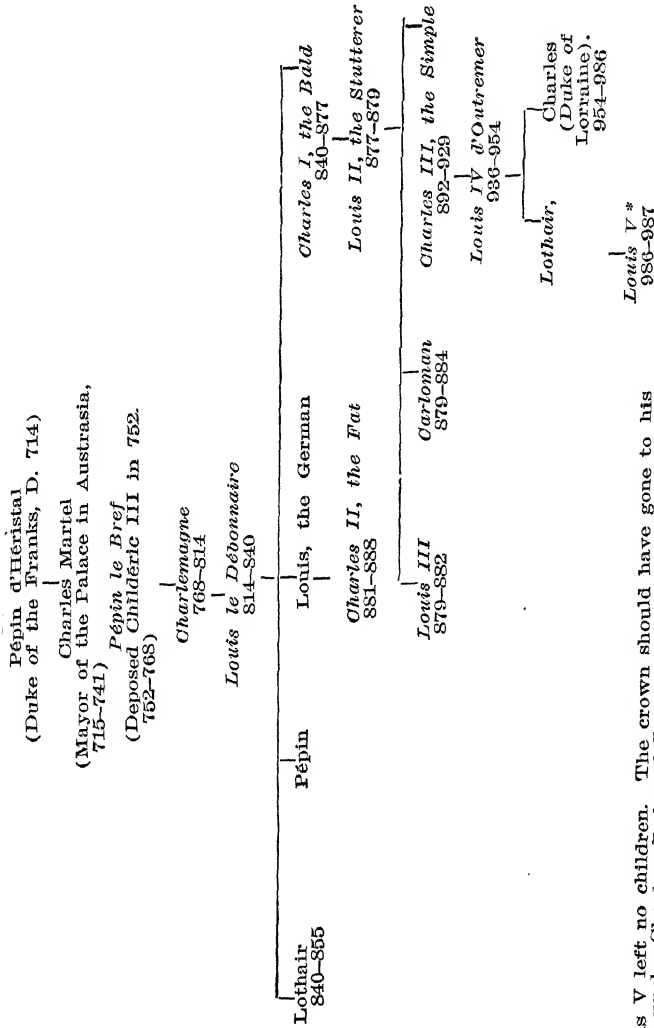 Pépin d'Héristal
(Duke of the Franks, D. 714)
Charles Martel
(Mayor of the Palace in Austrasia,
715–741)
Pépin le Bref
(Deposed Childéric III in 752.
752–768)
Charlemagne
768–814
Louis le Débonnaire
814–840
Lothair
840–855
Pépin
Louis, the German
Charles I, the Bald
840–877
Charles II, the Fat
881–888
Louis II, the Stutterer
877–879
Louis III
879–882
Carloman
879–884
Charles III, the Simple
892–929
Louis IV d'Outremer
936–954
Lothair,
Charles
(Duke of
Lorraine).
954–986
Louis V *
986–987
s V left no children. The crown should have gone to his